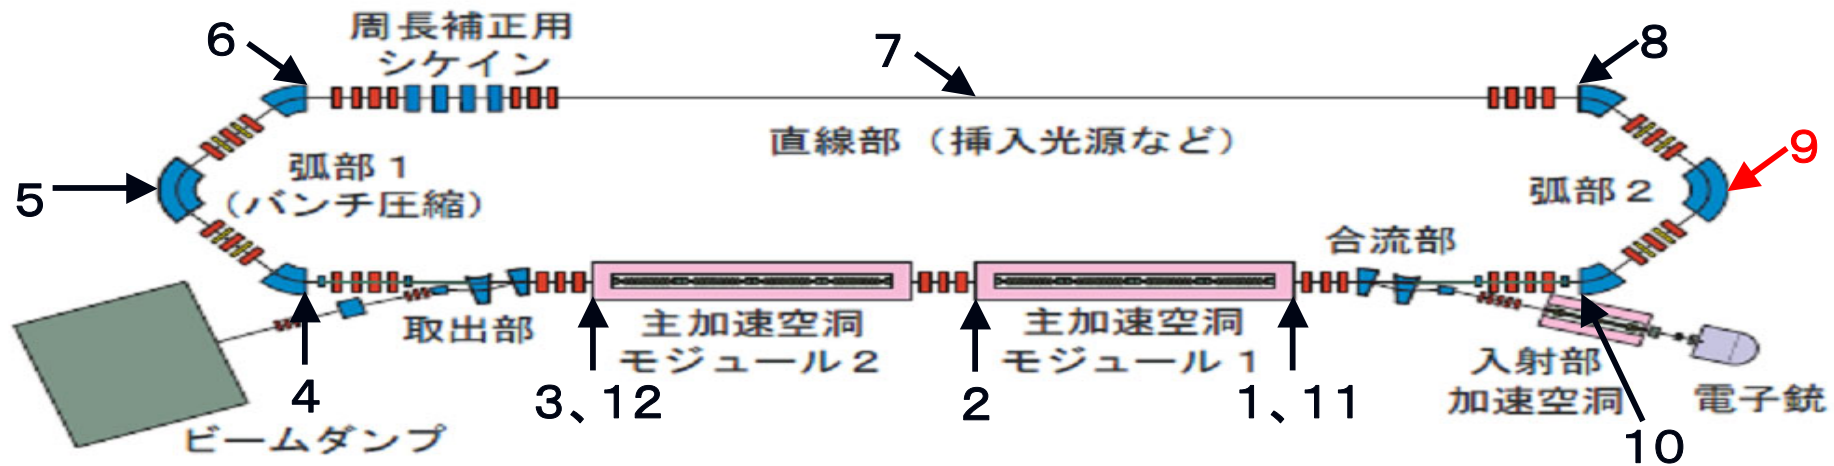 6
周長補正用
シケイン
7
8
直線部（挿入光源など）
9
5
弧部１
（バンチ圧縮）
弧部２
合流部
取出部
主加速空洞
モジュール２
主加速空洞
モジュール１
入射部
加速空洞
電子銃
4
3、12
2
1、11
10
ビームダンプ